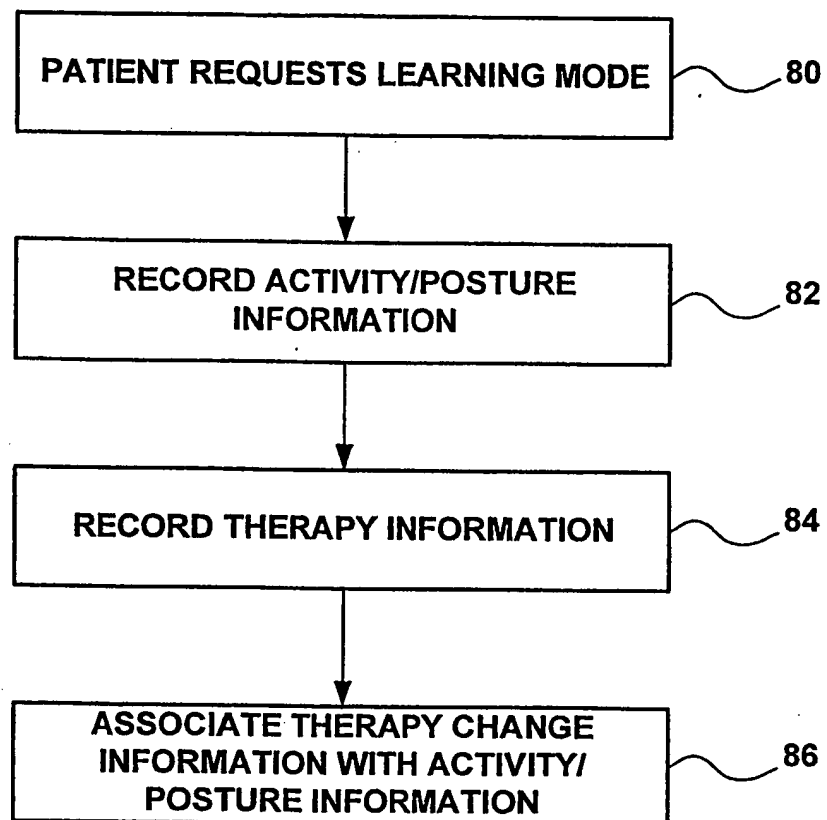 PATIENT REQUESTS LEARNING MODE
80
RECORD ACTIVITY/POSTURE
INFORMATION
82
RECORD THERAPY INFORMATION
84
ASSOCIATE THERAPY CHANGE
INFORMATION WITH ACTIVITY/
POSTURE INFORMATION
86